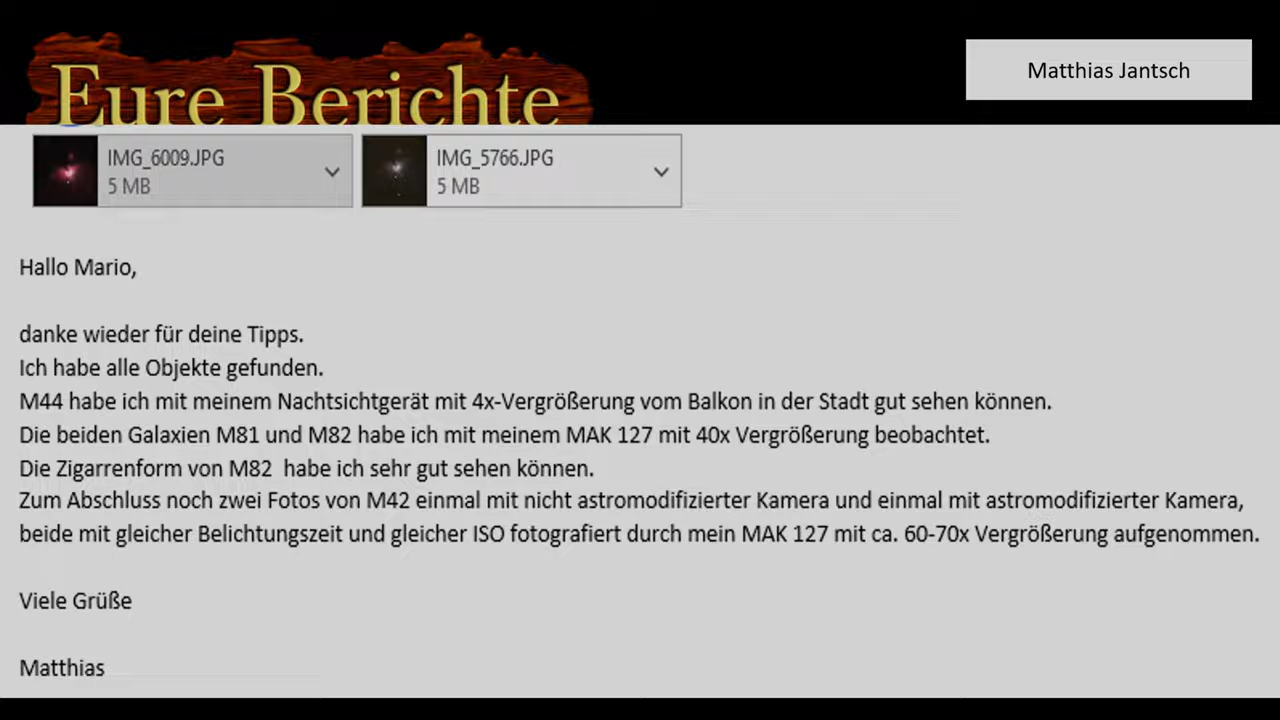 Eure Berichte
Matthias Jantsch
IMG_6009.JPG
5 MB
IMG_5766.JPG
5 MB
Hallo Mario,
danke wieder für deine Tipps.
Ich habe alle Objekte gefunden.
M44 habe ich mit meinem Nachtsichtgerät mit 4x-Vergrößerung vom Balkon in der Stadt gut sehen können.
Die beiden Galaxien M81 und M82 habe ich mit meinem MAK 127 mit 40x Vergrößerung beobachtet.
Die Zigarrenform von M82 habe ich sehr gut sehen können.
Zum Abschluss noch zwei Fotos von M42 einmal mit nicht astromodifizierter Kamera und einmal mit astromodifizierter Kamera,
beide mit gleicher Belichtungszeit und gleicher ISO fotografiert durch mein MAK 127 mit ca. 60-70x Vergrößerung aufgenommen.
Viele Grüße
Matthias